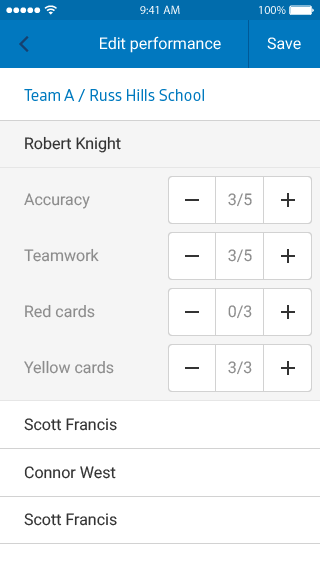 9:41 AM 100%
Edit performance Save
Team A / Russ Hills School
Robert Knight
Accuracy 3/5
Teamwork 3/5
Red cards 0/3
Yellow cards 3/3
Scott Francis
Connor West
Scott Francis